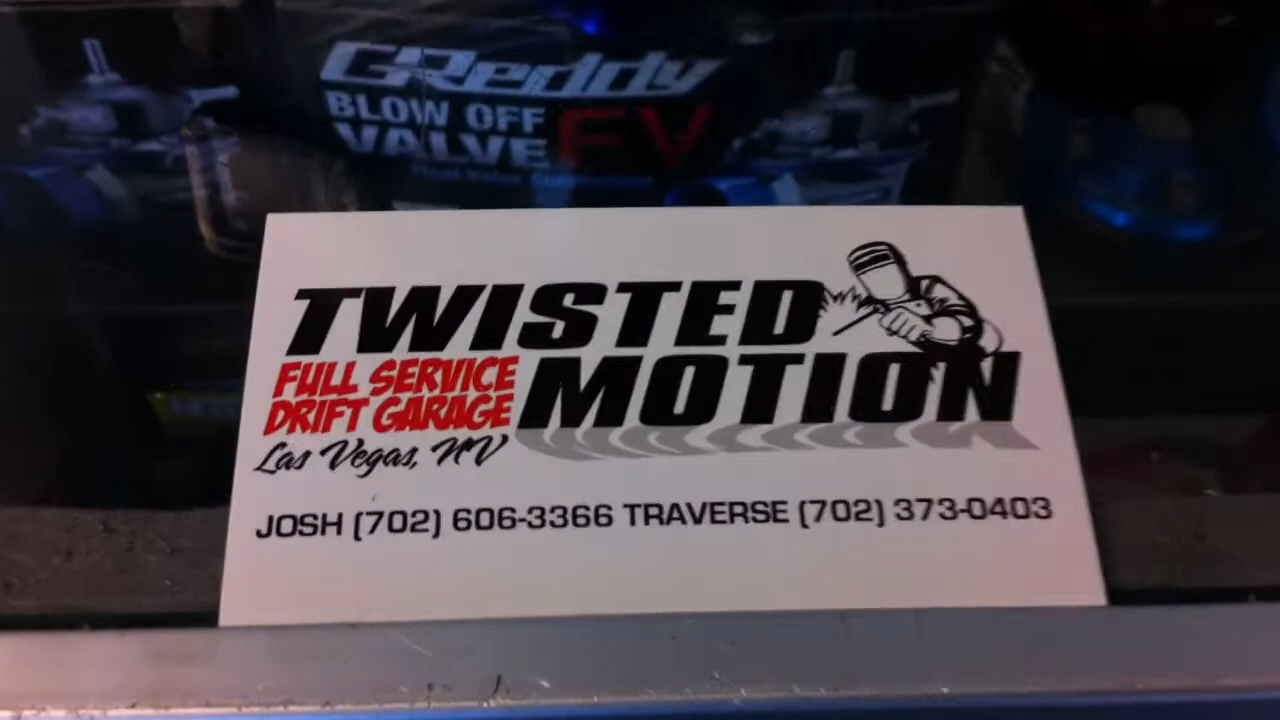 GReddy
BLOW OFF
VALVE FV
TWISTED
FULL SERVICE
DRIFT GARAGE
MOTION
Las Vegas, NV
JOSH (702) 606-3366 TRAVERSE (702) 373-0403